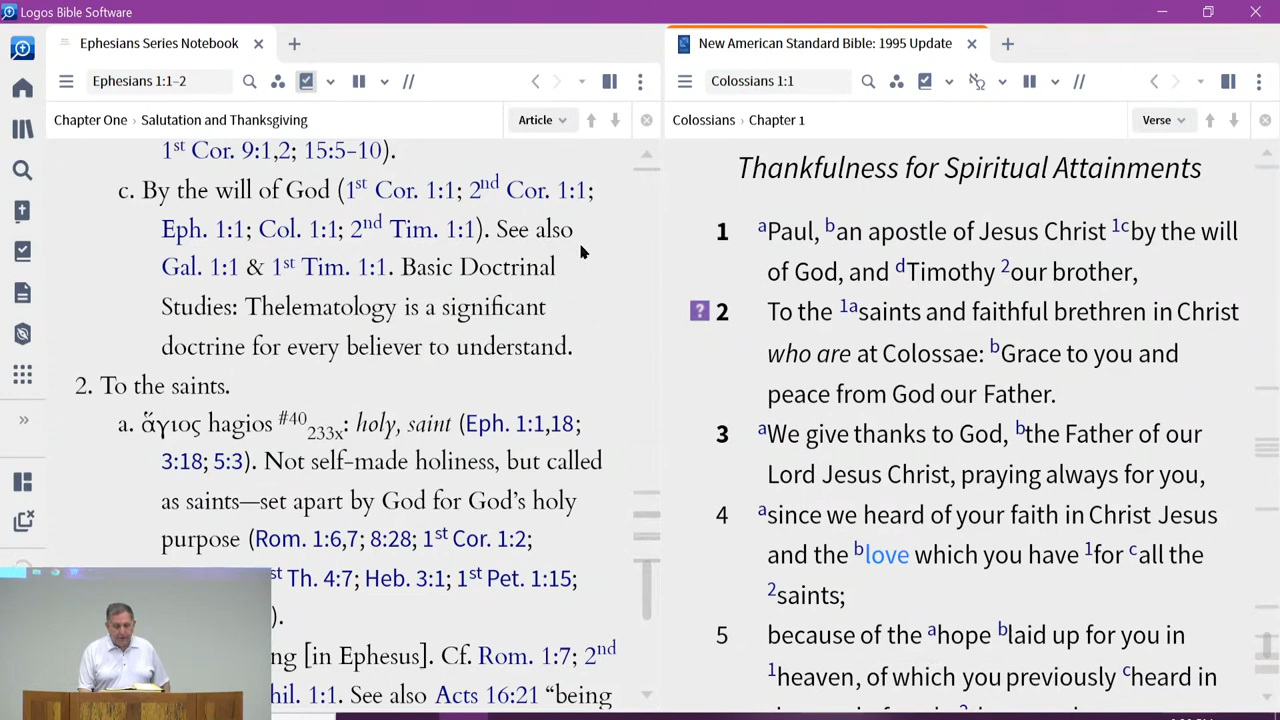 Logos Bible Software
Ephesians Series Notebook
Ephesians 1:1–2
Chapter One › Salutation and Thanksgiving
Article
1st Cor. 9:1,2; 15:5–10).
c. By the will of God (1st Cor. 1:1; 2nd Cor. 1:1;
Eph. 1:1; Col. 1:1; 2nd Tim. 1:1). See also
Gal. 1:1 & 1st Tim. 1:1. Basic Doctrinal
Studies: Thelematology is a significant
doctrine for every believer to understand.
2. To the saints.
a. ἅγιος hagios #40 233x: holy, saint (Eph. 1:1,18;
3:18; 5:3). Not self-made holiness, but called
as saints—set apart by God for God’s holy
purpose (Rom. 1:6,7; 8:28; 1st Cor. 1:2;
st Th. 4:7; Heb. 3:1; 1st Pet. 1:15;
).
ng [in Ephesus]. Cf. Rom. 1:7; 2nd
hil. 1:1. See also Acts 16:21 “being
New American Standard Bible: 1995 Update
Colossians 1:1
Colossians › Chapter 1
Verse
Thankfulness for Spiritual Attainments
1 aPaul, ban apostle of Jesus Christ 1cby the will
of God, and dTimothy 2our brother,
2 To the 1asaints and faithful brethren in Christ
who are at Colossae: bGrace to you and
peace from God our Father.
3 aWe give thanks to God, bthe Father of our
Lord Jesus Christ, praying always for you,
4 asince we heard of your faith in Christ Jesus
and the blove which you have 1for call the
2saints;
5 because of the ahope blaid up for you in
1heaven, of which you previously cheard in